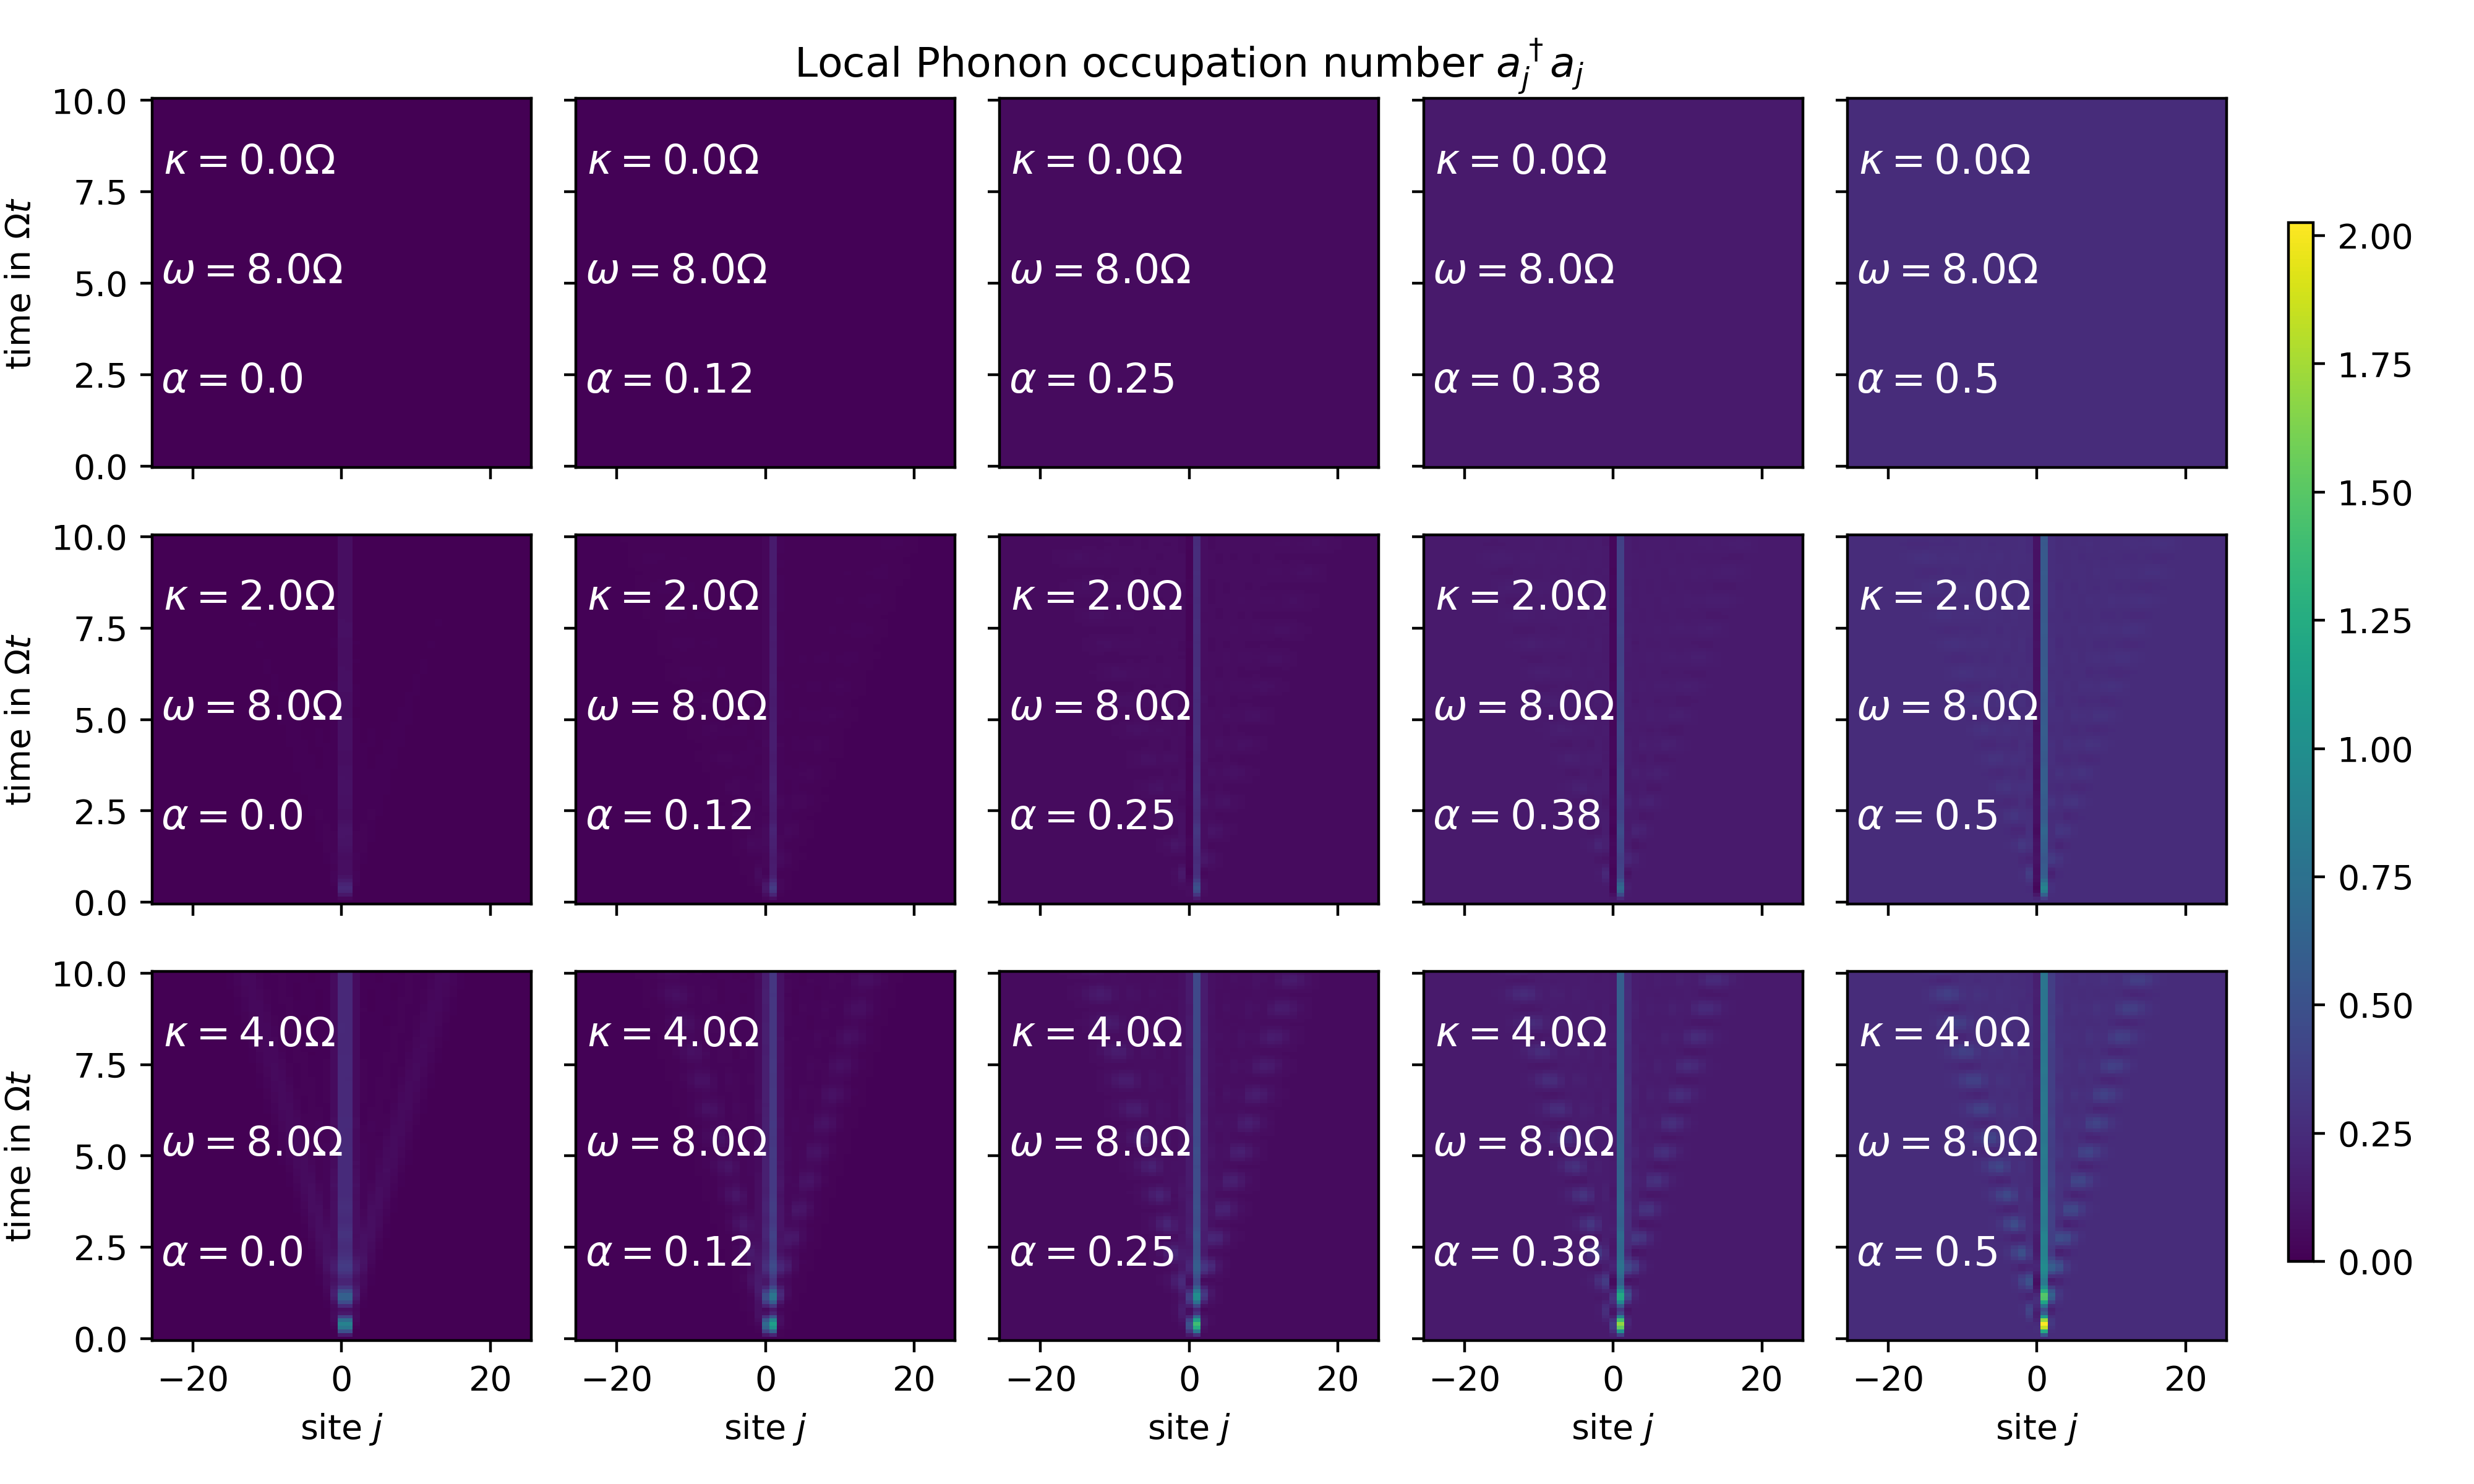 Local Phonon occupation number a_j^† a_j
10.0
7.5
5.0
2.5
0.0
time in Ωt
κ = 0.0Ω
ω = 8.0Ω
α = 0.0
κ = 0.0Ω
ω = 8.0Ω
α = 0.12
κ = 0.0Ω
ω = 8.0Ω
α = 0.25
κ = 0.0Ω
ω = 8.0Ω
α = 0.38
κ = 0.0Ω
ω = 8.0Ω
α = 0.5
10.0
7.5
5.0
2.5
0.0
time in Ωt
κ = 2.0Ω
ω = 8.0Ω
α = 0.0
κ = 2.0Ω
ω = 8.0Ω
α = 0.12
κ = 2.0Ω
ω = 8.0Ω
α = 0.25
κ = 2.0Ω
ω = 8.0Ω
α = 0.38
κ = 2.0Ω
ω = 8.0Ω
α = 0.5
10.0
7.5
5.0
2.5
0.0
time in Ωt
κ = 4.0Ω
ω = 8.0Ω
α = 0.0
κ = 4.0Ω
ω = 8.0Ω
α = 0.12
κ = 4.0Ω
ω = 8.0Ω
α = 0.25
κ = 4.0Ω
ω = 8.0Ω
α = 0.38
κ = 4.0Ω
ω = 8.0Ω
α = 0.5
−20 0 20
site j
−20 0 20
site j
−20 0 20
site j
−20 0 20
site j
−20 0 20
site j
2.00
1.75
1.50
1.25
1.00
0.75
0.50
0.25
0.00